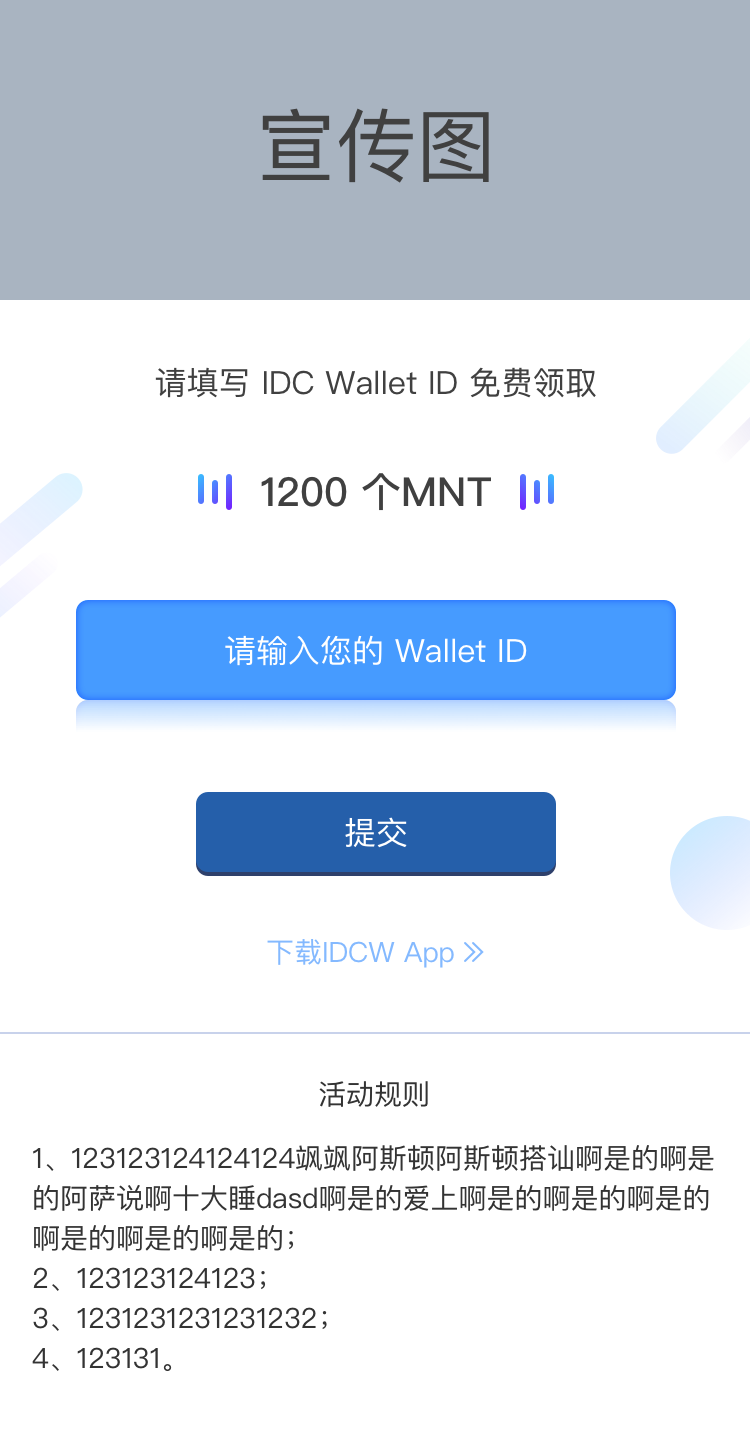 宣传图
请填写 IDC Wallet ID 免费领取
1200 个MNT
请输入您的 Wallet ID
提交
下载IDCW App
活动规则
1、123123124124124飒飒阿斯顿阿斯顿搭讪啊是的啊是
的阿萨说啊十大睡dasd啊是的爱上啊是的啊是的啊是的
啊是的啊是的啊是的；
2、123123124123；
3、1231231231231232；
4、123131。